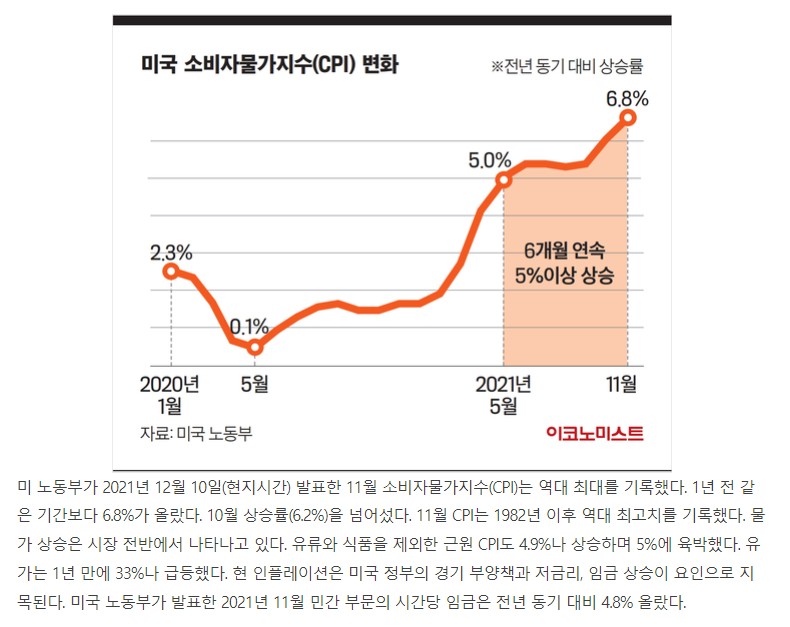 미국 소비자물가지수(CPI) 변화
※전년 동기 대비 상승률
6.8%
5.0%
2.3%
6개월 연속
5%이상 상승
0.1%
2020년
1월
5월
2021년
5월
11월
자료: 미국 노동부
이코노미스트
미 노동부가 2021년 12월 10일(현지시간) 발표한 11월 소비자물가지수(CPI)는 역대 최대를 기록했다. 1년 전 같
은 기간보다 6.8%가 올랐다. 10월 상승률(6.2%)을 넘어섰다. 11월 CPI는 1982년 이후 역대 최고치를 기록했다. 물
가 상승은 시장 전반에서 나타나고 있다. 유류와 식품을 제외한 근원 CPI도 4.9%나 상승하며 5%에 육박했다. 유
가는 1년 만에 33%나 급등했다. 현 인플레이션은 미국 정부의 경기 부양책과 저금리, 임금 상승이 요인으로 지
목된다. 미국 노동부가 발표한 2021년 11월 민간 부문의 시간당 임금은 전년 동기 대비 4.8% 올랐다.